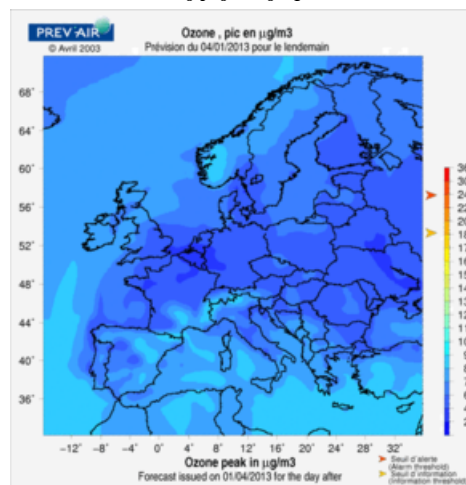 PREV'AIR
© Avril 2003
Ozone , pic en µg/m3
Prévision du 04/01/2013 pour le lendemain
68°
64°
60°
56°
52°
48°
44°
40°
36°
−12° −8° −4° 0° 4° 8° 12° 16° 20° 24° 28° 32°
Ozone peak in µg/m3
Forecast issued on 01/04/2013 for the day after
Seuil d'alerte
(Alarm threshold)
Seuil d'information
(Information threshold)